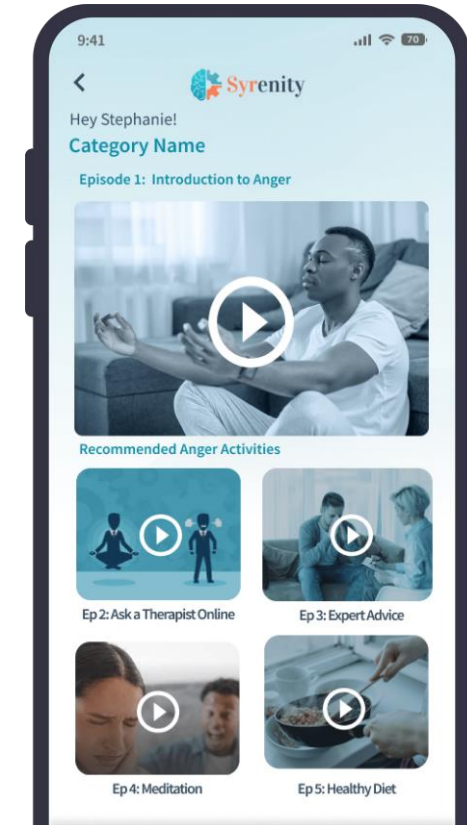 9:41
70
Syrenity
Hey Stephanie!
Category Name
Episode 1: Introduction to Anger
Recommended Anger Activities
Ep 2: Ask a Therapist Online
Ep 3: Expert Advice
Ep 4: Meditation
Ep 5: Healthy Diet